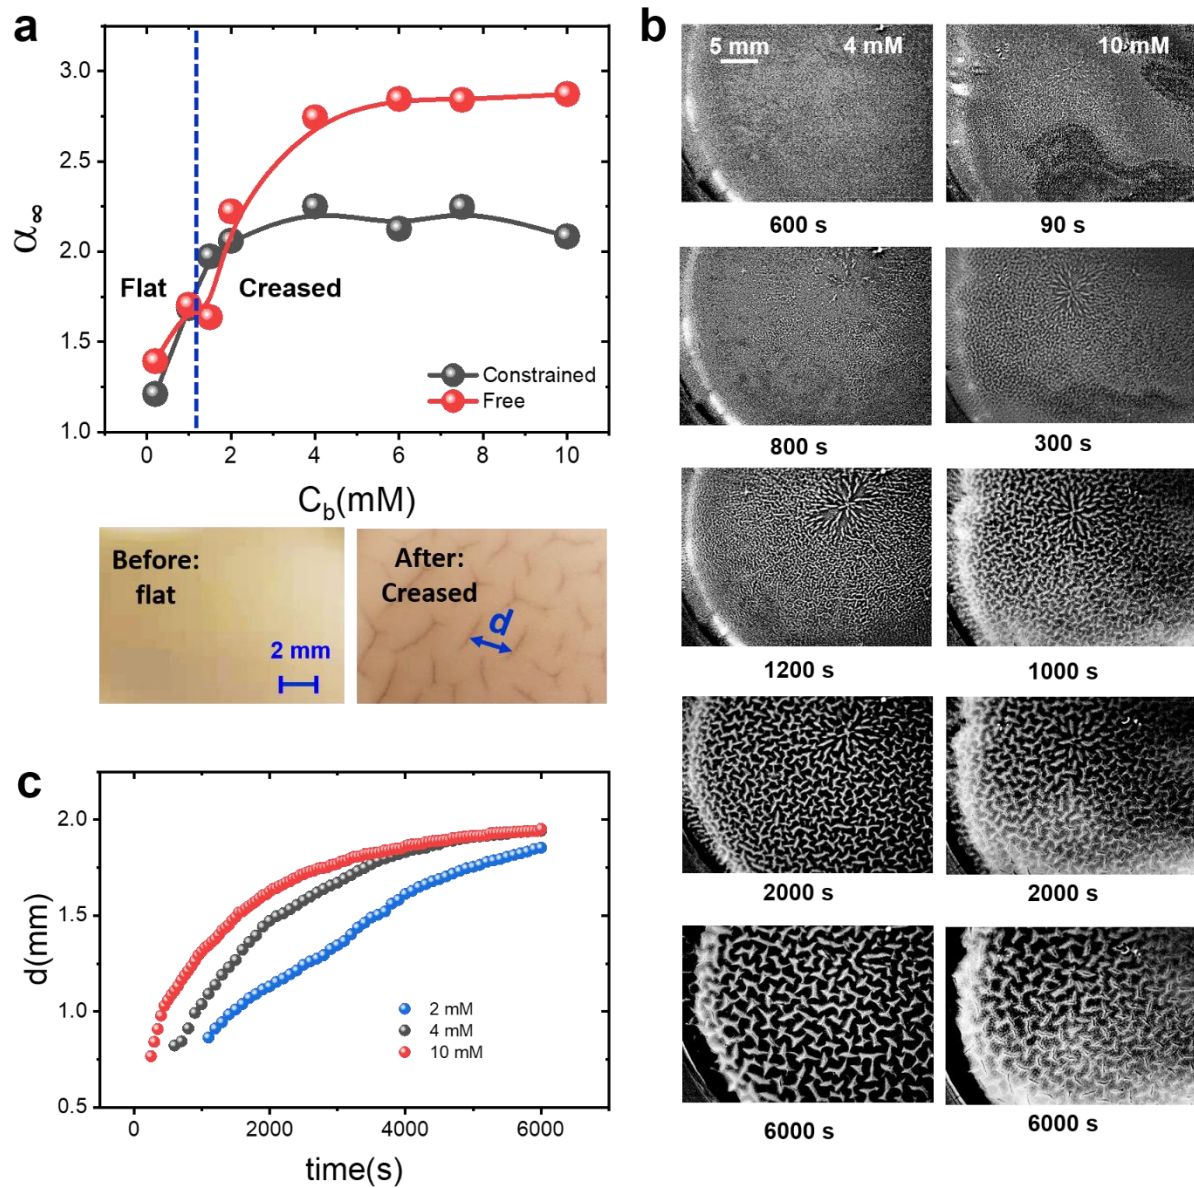 a
α∞
3.0
2.5
2.0
1.5
1.0
Flat
Creased
Constrained
Free
0
2
4
6
8
10
Cb(mM)
Before:
flat
2 mm
After:
Creased
d
b
5 mm
4 mM
10 mM
600 s
90 s
800 s
300 s
1200 s
1000 s
2000 s
2000 s
6000 s
6000 s
c
d(mm)
2.0
1.5
1.0
0.5
2 mM
4 mM
10 mM
0
2000
4000
6000
time(s)